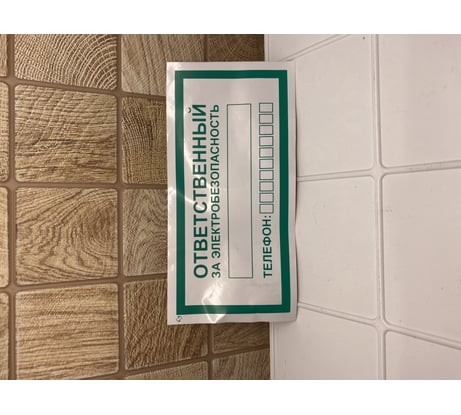 ОТВЕТСТВЕННЫЙ
ЗА ЭЛЕКТРОБЕЗОПАСНОСТЬ
ТЕЛЕФОН: